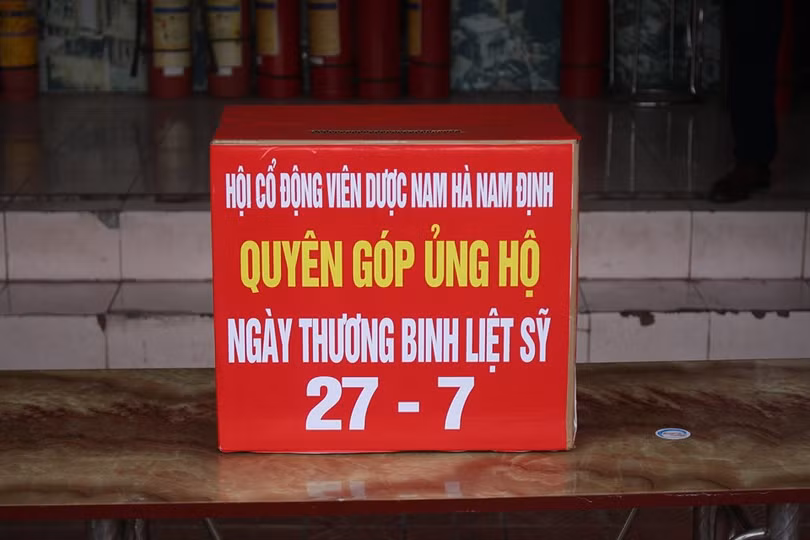 HỘI CỔ ĐỘNG VIÊN DƯỢC NAM HÀ NAM ĐỊNH
QUYÊN GÓP ỦNG HỘ
NGÀY THƯƠNG BINH LIỆT SỸ
27 - 7